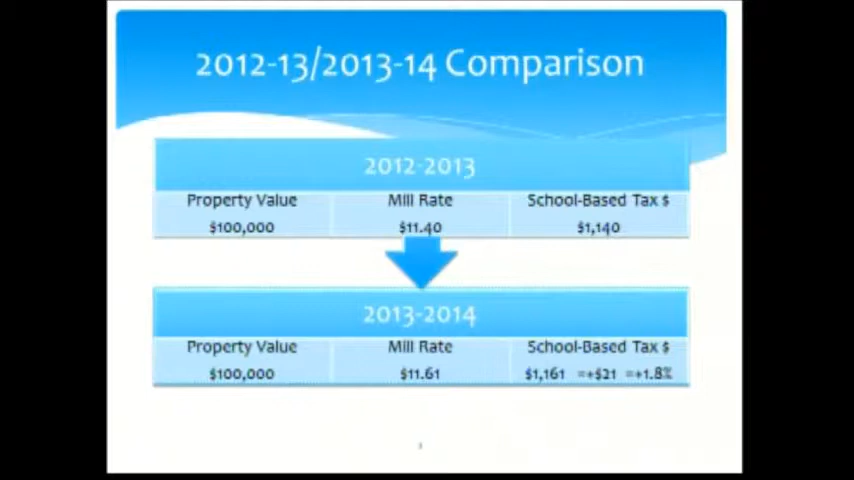 2012-13/2013-14 Comparison
2012-2013
Property Value Mill Rate School-Based Tax $
$100,000 $11.40 $1,140
2013-2014
Property Value Mill Rate School-Based Tax $
$100,000 $11.61 $1,161 =+$21 =+1.8%